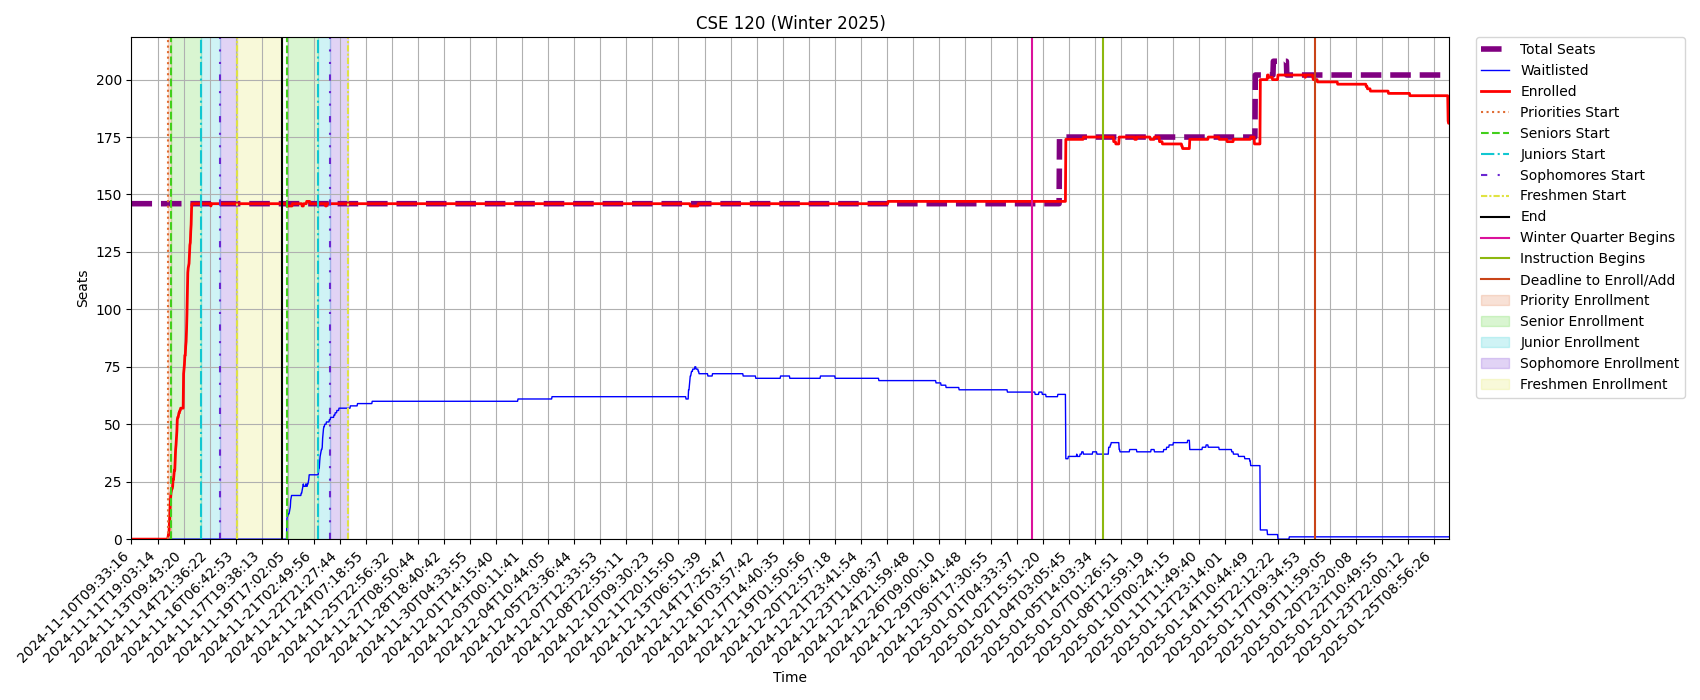 CSE 120 (Winter 2025)
Seats
200
175
150
125
100
75
50
25
0
2024-11-10T09:33:16
2024-11-11T19:03:14
2024-11-13T09:43:20
2024-11-14T21:36:22
2024-11-16T06:42:53
2024-11-17T19:38:13
2024-11-19T17:02:05
2024-11-21T02:49:56
2024-11-22T21:27:44
2024-11-24T07:18:55
2024-11-25T22:56:32
2024-11-27T08:50:44
2024-11-28T18:40:42
2024-11-30T04:33:55
2024-12-01T14:15:40
2024-12-03T00:11:41
2024-12-04T10:44:05
2024-12-05T23:36:44
2024-12-07T12:33:53
2024-12-08T22:55:11
2024-12-10T09:30:23
2024-12-11T20:15:50
2024-12-13T06:51:39
2024-12-14T17:25:47
2024-12-16T03:57:42
2024-12-17T14:40:35
2024-12-19T01:50:56
2024-12-20T12:57:18
2024-12-21T23:41:54
2024-12-23T11:08:37
2024-12-24T21:59:48
2024-12-26T09:00:10
2024-12-29T06:41:48
2024-12-30T17:30:55
2025-01-01T04:33:37
2025-01-02T15:51:20
2025-01-04T03:05:45
2025-01-05T14:03:34
2025-01-07T01:26:51
2025-01-08T12:59:19
2025-01-10T00:24:15
2025-01-11T11:49:40
2025-01-12T23:14:01
2025-01-14T10:44:49
2025-01-15T22:12:22
2025-01-17T09:34:53
2025-01-19T11:59:05
2025-01-20T23:20:08
2025-01-22T10:49:55
2025-01-23T22:00:12
2025-01-25T08:56:26
Time
Total Seats
Waitlisted
Enrolled
Priorities Start
Seniors Start
Juniors Start
Sophomores Start
Freshmen Start
End
Winter Quarter Begins
Instruction Begins
Deadline to Enroll/Add
Priority Enrollment
Senior Enrollment
Junior Enrollment
Sophomore Enrollment
Freshmen Enrollment